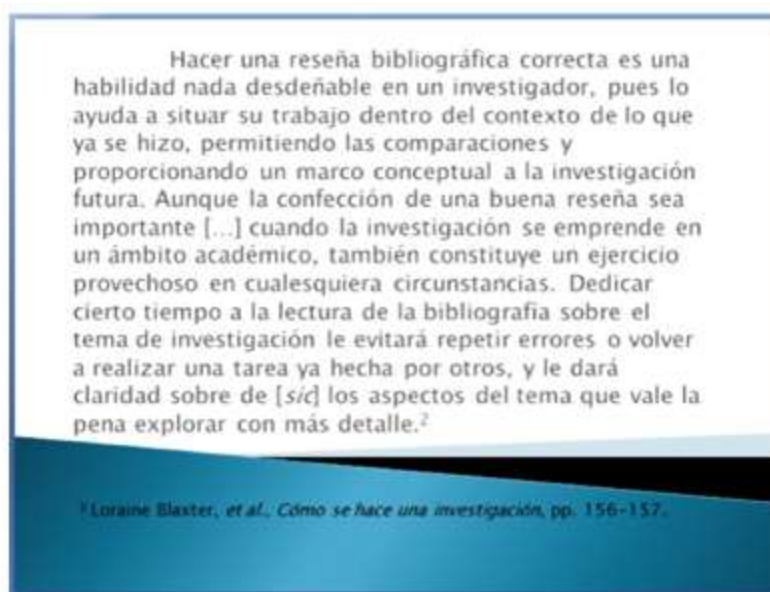 Hacer una reseña bibliográfica correcta es una
habilidad nada desdeñable en un investigador, pues lo
ayuda a situar su trabajo dentro del contexto de lo que
ya se hizo, permitiendo las comparaciones y
proporcionando un marco conceptual a la investigación
futura. Aunque la confección de una buena reseña sea
importante [...] cuando la investigación se emprende en
un ámbito académico, también constituye un ejercicio
provechoso en cualesquiera circunstancias. Dedicar
cierto tiempo a la lectura de la bibliografía sobre el
tema de investigación le evitará repetir errores o volver
a realizar una tarea ya hecha por otros, y le dará
claridad sobre de [sic] los aspectos del tema que vale la
pena explorar con más detalle.²
² Loraine Blaxter, et al., Cómo se hace una investigación, pp. 156-157.